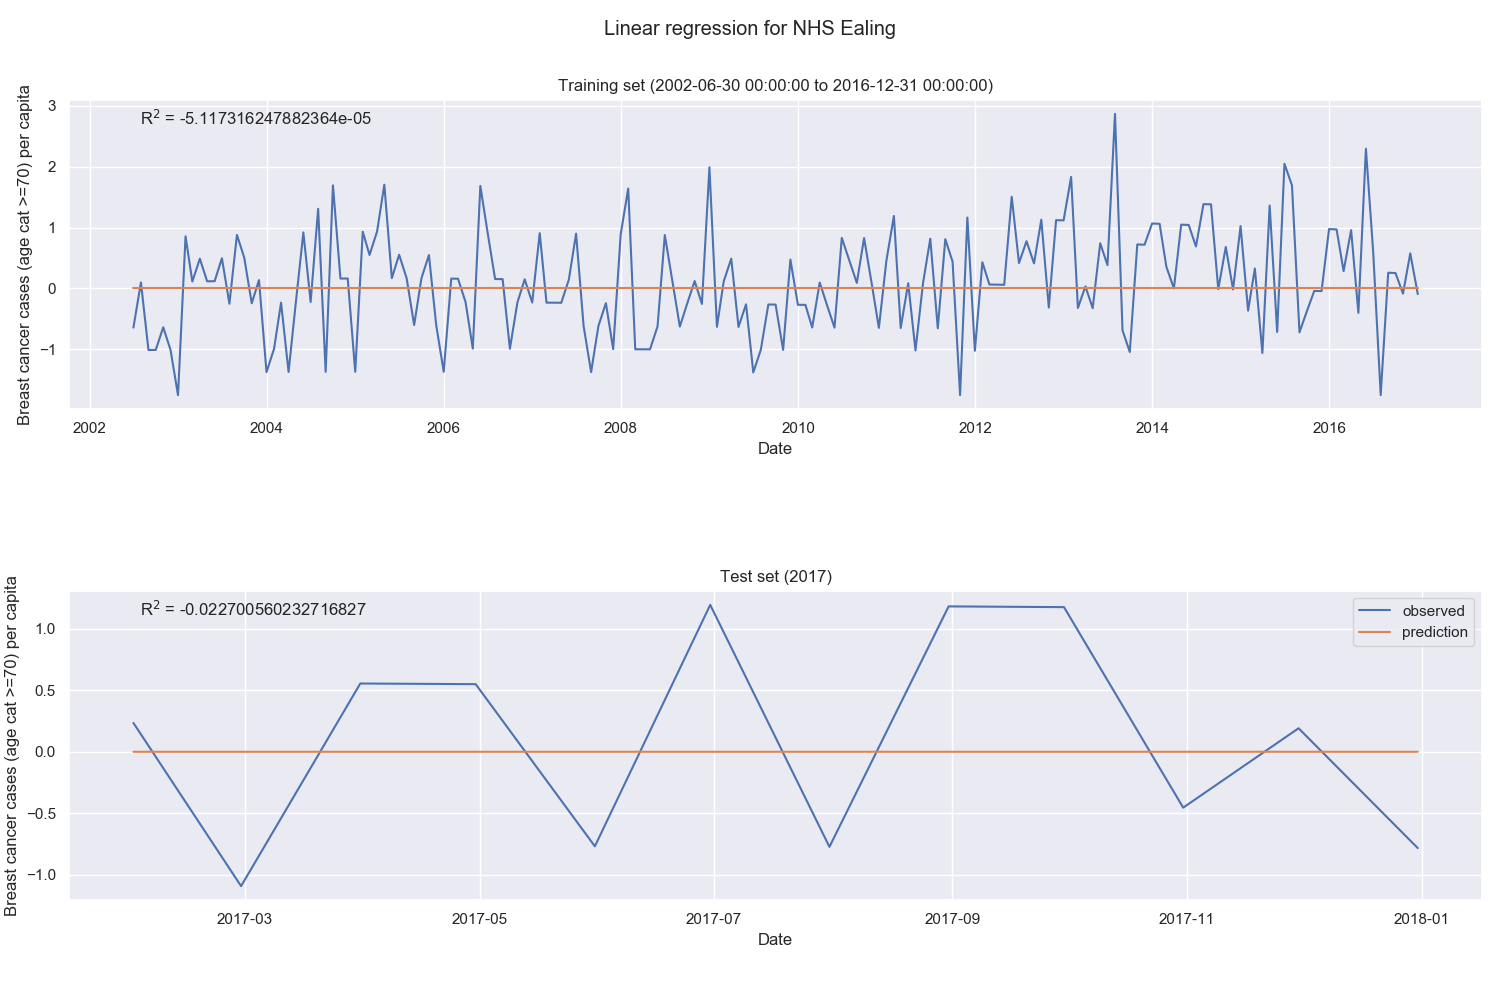 Linear regression for NHS Ealing
Training set (2002-06-30 00:00:00 to 2016-12-31 00:00:00)
R² = -5.117316247882364e-05
Breast cancer cases (age cat >=70) per capita
3
2
1
0
−1
2002 2004 2006 2008 2010 2012 2014 2016
Date
Test set (2017)
R² = -0.022700560232716827
observed
prediction
Breast cancer cases (age cat >=70) per capita
1.0
0.5
0.0
−0.5
−1.0
2017-03 2017-05 2017-07 2017-09 2017-11 2018-01
Date